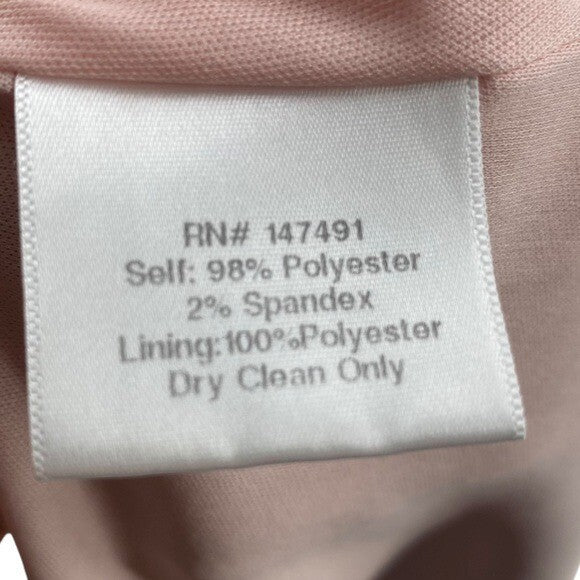 RN# 147491
Self: 98% Polyester
2% Spandex
Lining:100%Polyester
Dry Clean Only